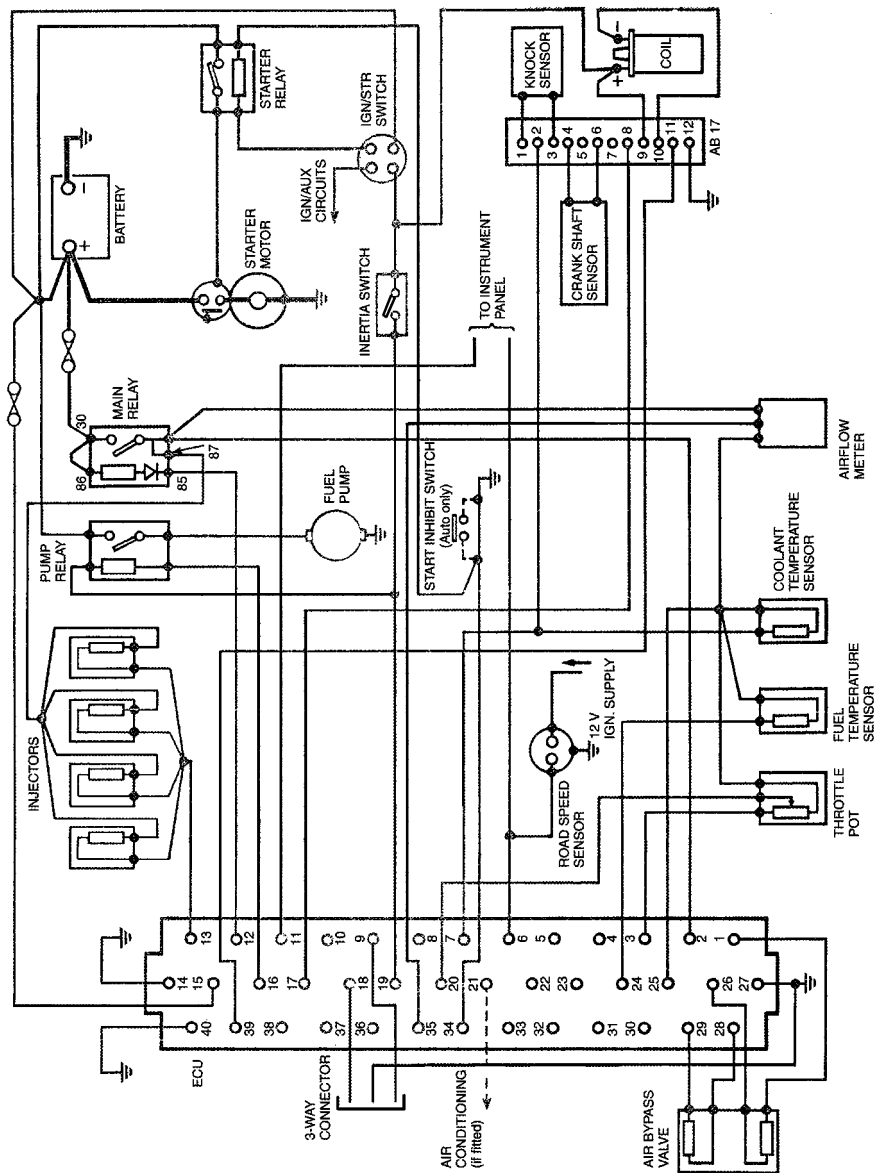 BATTERY
+
-
STARTER
RELAY
IGN/STR
SWITCH
IGN/AUX
CIRCUITS
STARTER
MOTOR
INERTIA SWITCH
KNOCK
SENSOR
COIL
-
+
1
2
3
4
5
6
7
8
9
10
11
12
AB 17
CRANK SHAFT
SENSOR
TO INSTRUMENT
PANEL
MAIN
RELAY
30
86
87
85
PUMP
RELAY
FUEL
PUMP
START INHIBIT SWITCH
(Auto only)
AIRFLOW
METER
COOLANT
TEMPERATURE
SENSOR
FUEL
TEMPERATURE
SENSOR
THROTTLE
POT
INJECTORS
12 V
IGN. SUPPLY
ROAD SPEED
SENSOR
13
12
11
10
9
8
7
6
5
4
3
2
1
14
15
16
17
18
19
20
21
22
23
24
25
26
27
40
39
38
37
36
35
34
33
32
31
30
29
28
ECU
3-WAY
CONNECTOR
AIR
CONDITIONING
(if fitted)
AIR BYPASS
VALVE